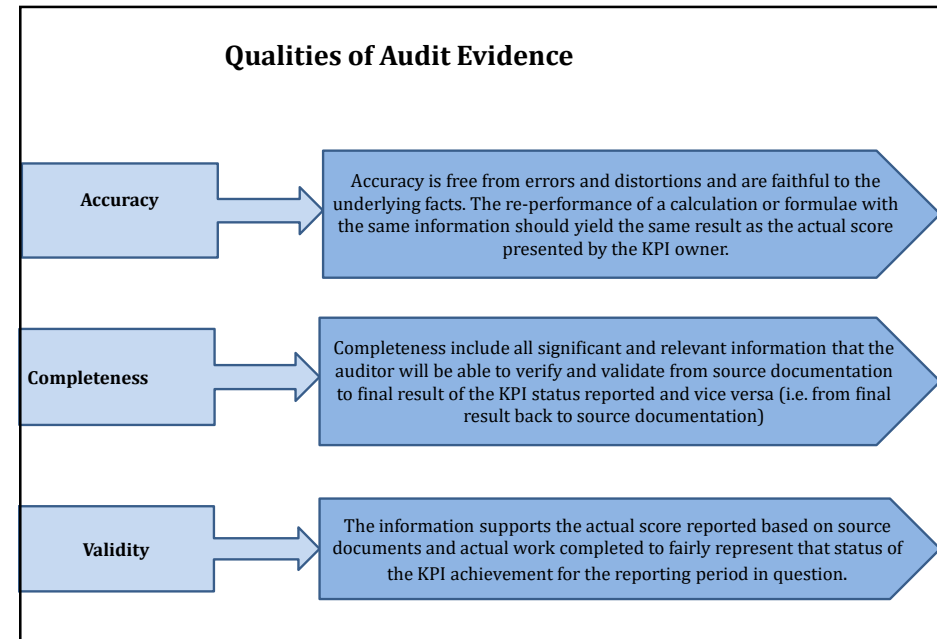 Qualities of Audit Evidence
Accuracy
Accuracy is free from errors and distortions and are faithful to the
underlying facts. The re-performance of a calculation or formulae with
the same information should yield the same result as the actual score
presented by the KPI owner.
Completeness
Completeness include all significant and relevant information that the
auditor will be able to verify and validate from source documentation
to final result of the KPI status reported and vice versa (i.e. from final
result back to source documentation)
Validity
The information supports the actual score reported based on source
documents and actual work completed to fairly represent that status of
the KPI achievement for the reporting period in question.